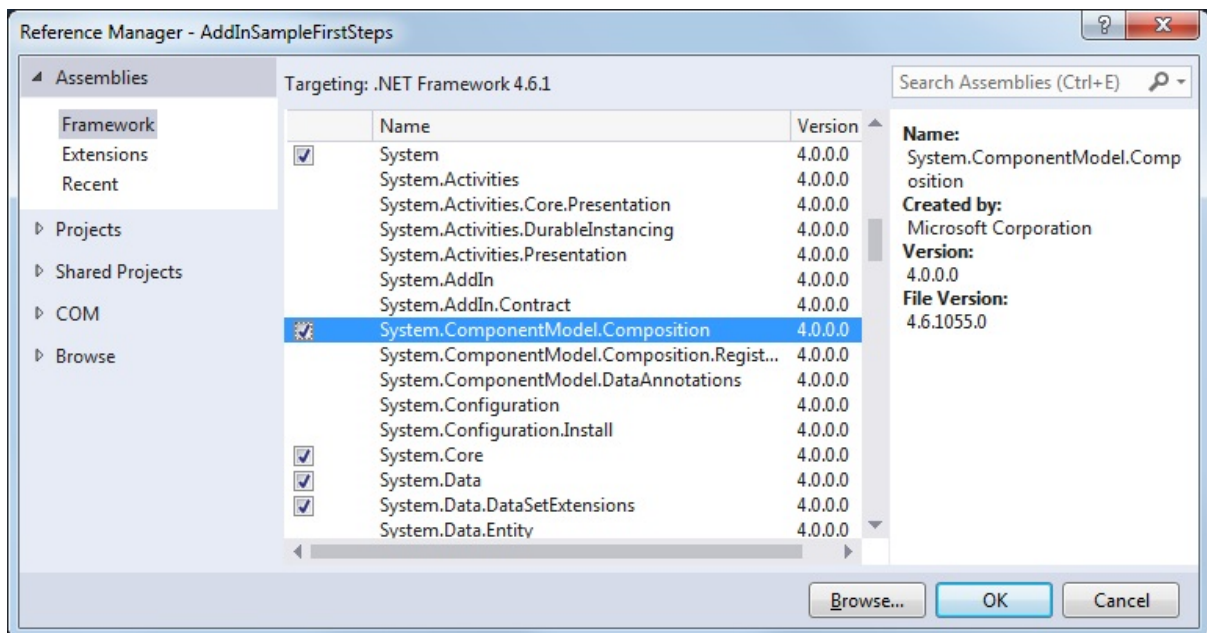 Reference Manager - AddInSampleFirstSteps
Assemblies
Framework
Extensions
Recent
Projects
Shared Projects
COM
Browse
Targeting: .NET Framework 4.6.1
Name Version
System 4.0.0.0
System.Activities 4.0.0.0
System.Activities.Core.Presentation 4.0.0.0
System.Activities.DurableInstancing 4.0.0.0
System.Activities.Presentation 4.0.0.0
System.AddIn 4.0.0.0
System.AddIn.Contract 4.0.0.0
System.ComponentModel.Composition 4.0.0.0
System.ComponentModel.Composition.Regist... 4.0.0.0
System.ComponentModel.DataAnnotations 4.0.0.0
System.Configuration 4.0.0.0
System.Configuration.Install 4.0.0.0
System.Core 4.0.0.0
System.Data 4.0.0.0
System.Data.DataSetExtensions 4.0.0.0
System.Data.Entity 4.0.0.0
Search Assemblies (Ctrl+E)
Name:
System.ComponentModel.Comp
osition
Created by:
Microsoft Corporation
Version:
4.0.0.0
File Version:
4.6.1055.0
Browse... OK Cancel